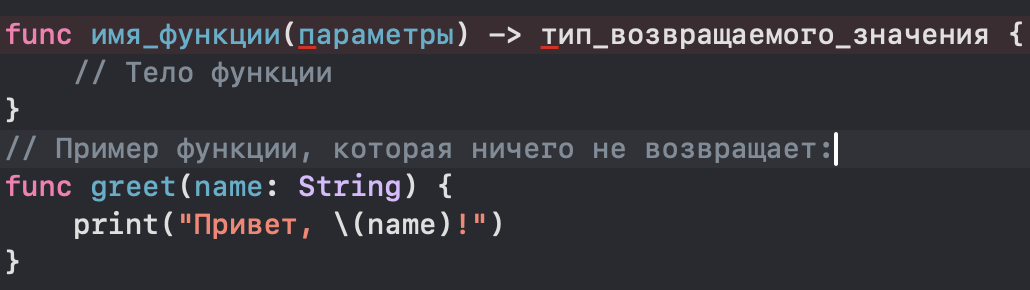 func имя_функции(параметры) -> тип_возвращаемого_значения {
    // Тело функции
}
// Пример функции, которая ничего не возвращает:
func greet(name: String) {
    print("Привет, \(name)!")
}